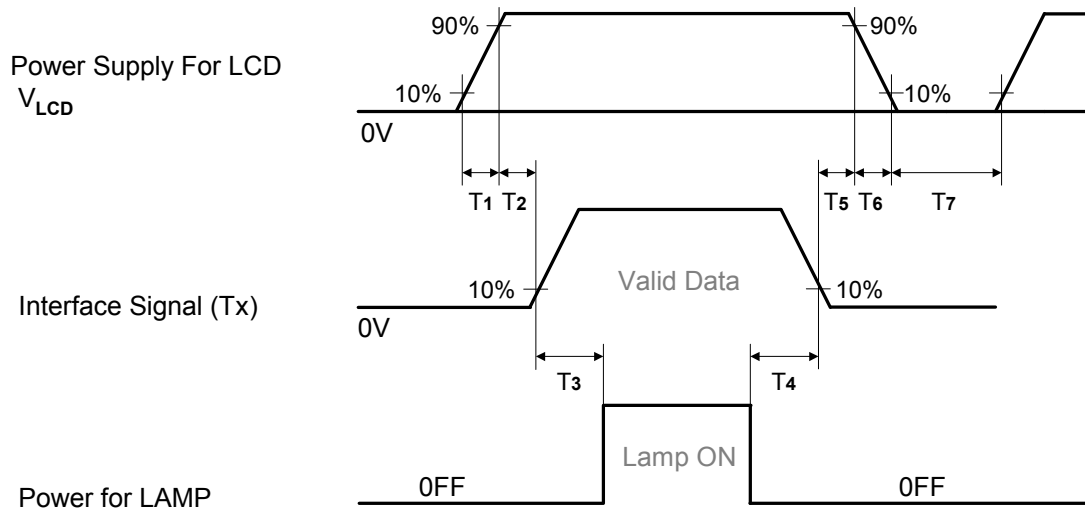 90%
90%
Power Supply For LCD
VLCD
10%
10%
0V
T1
T2
T5
T6
T7
Valid Data
10%
10%
Interface Signal (Tx)
0V
T3
T4
Lamp ON
0FF
0FF
Power for LAMP